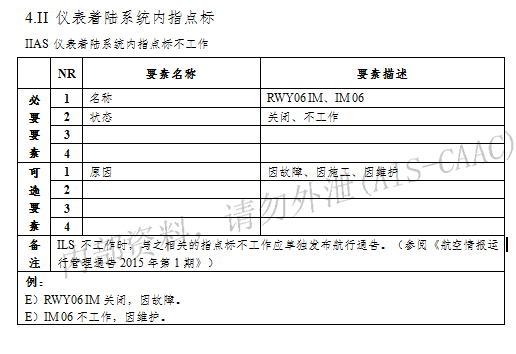 4.II 仪表着陆系统内指点标
IIAS 仪表着陆系统内指点标不工作
NR 要素名称 要素描述
必要要素
1 名称 RWY06 IM、IM 06
2 状态 关闭、不工作
3
4
可选要素
1 原因 因故障、因施工、因维护
2
3
4
备注
ILS 不工作时，与之相关的指点标不工作应单独发布航行通告。（参阅《航空情报运
行管理通告 2015 年第 1 期》）
例：
E）RWY06 IM 关闭，因故障。
E）IM 06 不工作，因维护。
内部资料，请勿外泄(AIS-CAAC)